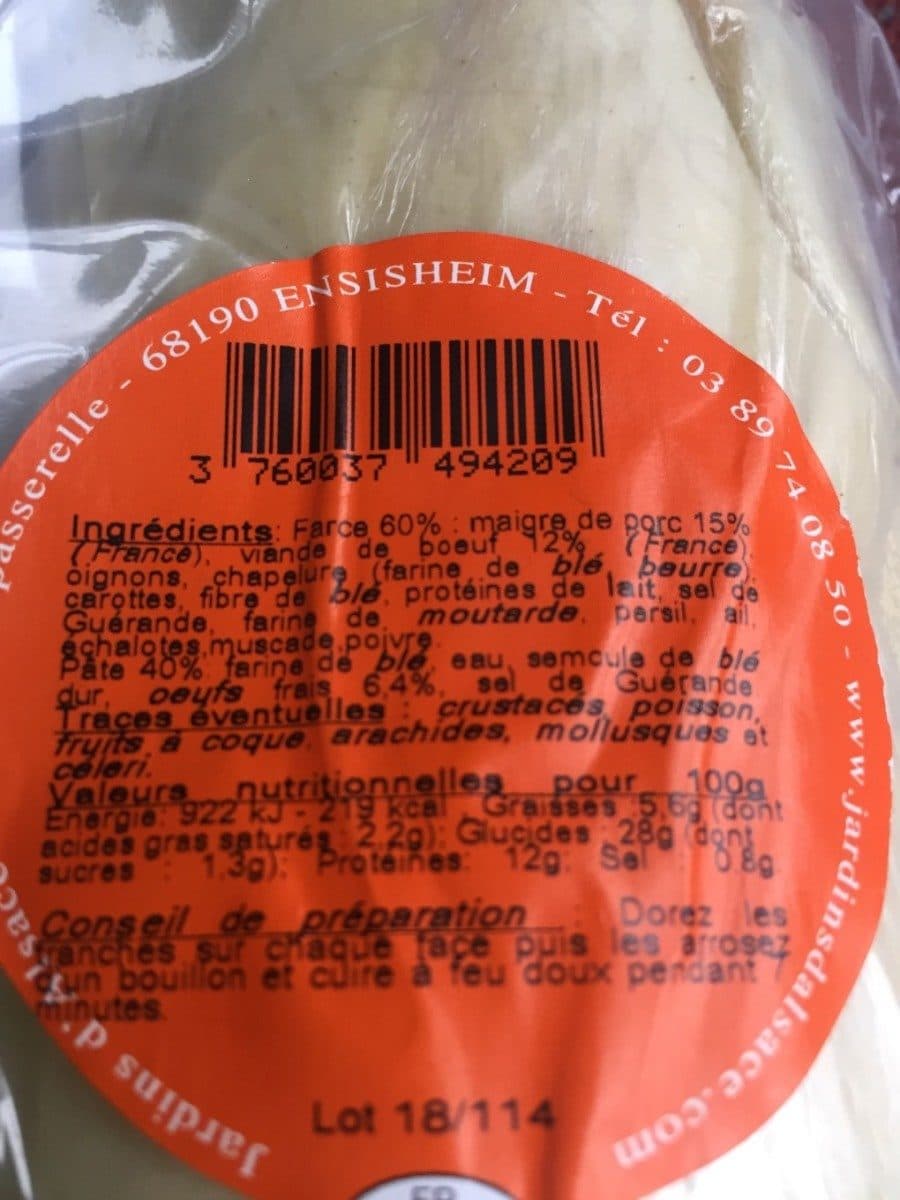 asserelle - 68190 ENSISHEIM - Tél : 03 89 74 08 50 - www.jardinsdalsace.com
Jardins d'Alsace
3 760037 494209
Ingrédients: Farce 60% : maigre de porc 15%
(France), viande de boeuf 12% (France),
oignons, chapelure (farine de blé, beurre),
carottes, fibre de blé, protéines de lait, sel de
Guérande, farine de moutarde, persil, ail,
échalotes,muscade,poivre.
Pâte 40% farine de blé, eau, semoule de blé
dur, oeufs frais 6,4%, sel de Guérande
Traces éventuelles : crustacés, poisson,
fruits à coque, arachides, mollusques et
céleri.
Valeurs nutritionnelles pour 100g
Energie: 922 kJ - 219 kcal Graisses :5,6g (dont
acides gras saturés 2,2g); Glucides :28g (dont
sucres : 1,3g); Protéines: 12g; Sel : 0.8g
Conseil de préparation : Dorez les
tranches sur chaque face puis les arrosez
d'un bouillon et cuire à feu doux pendant 7
minutes.
Lot 18/114
FR